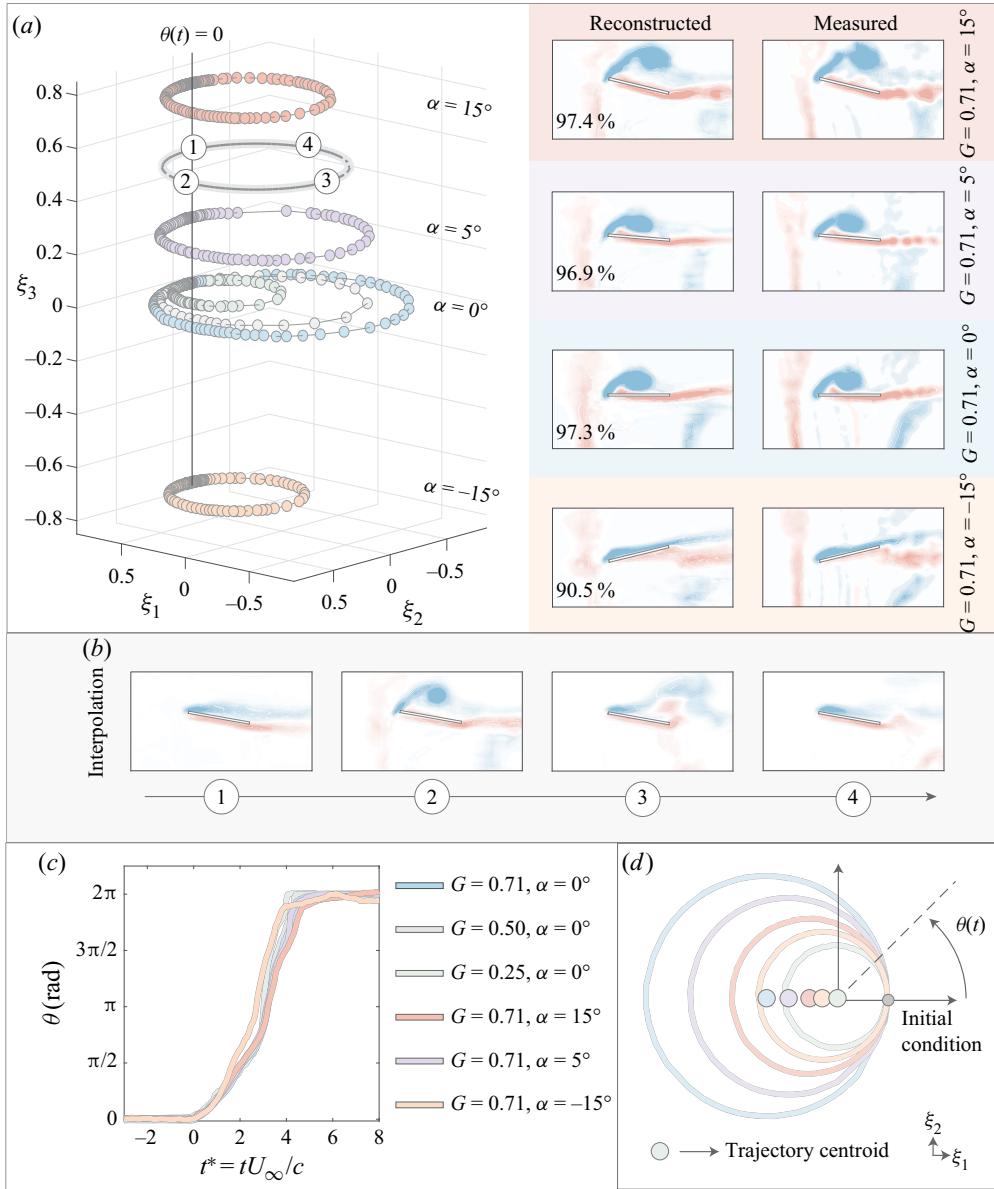 (a)
θ(t) = 0
0.8
0.6
0.4
0.2
0
−0.2
−0.4
−0.6
−0.8
ξ3
α = 15°
1
4
2
3
α = 5°
α = 0°
α = −15°
0.5
0
−0.5
ξ1
0.5
0
−0.5
ξ2
Reconstructed
Measured
97.4 %
G = 0.71, α = 15°
96.9 %
G = 0.71, α = 5°
97.3 %
G = 0.71, α = 0°
90.5 %
G = 0.71, α = −15°
(b)
Interpolation
1
2
3
4
(c)
θ (rad)
2π
3π/2
π
π/2
0
−2
0
2
4
6
8
t* = tU∞/c
G = 0.71, α = 0°
G = 0.50, α = 0°
G = 0.25, α = 0°
G = 0.71, α = 15°
G = 0.71, α = 5°
G = 0.71, α = −15°
(d)
θ(t)
Initial
condition
Trajectory centroid
ξ2
ξ1